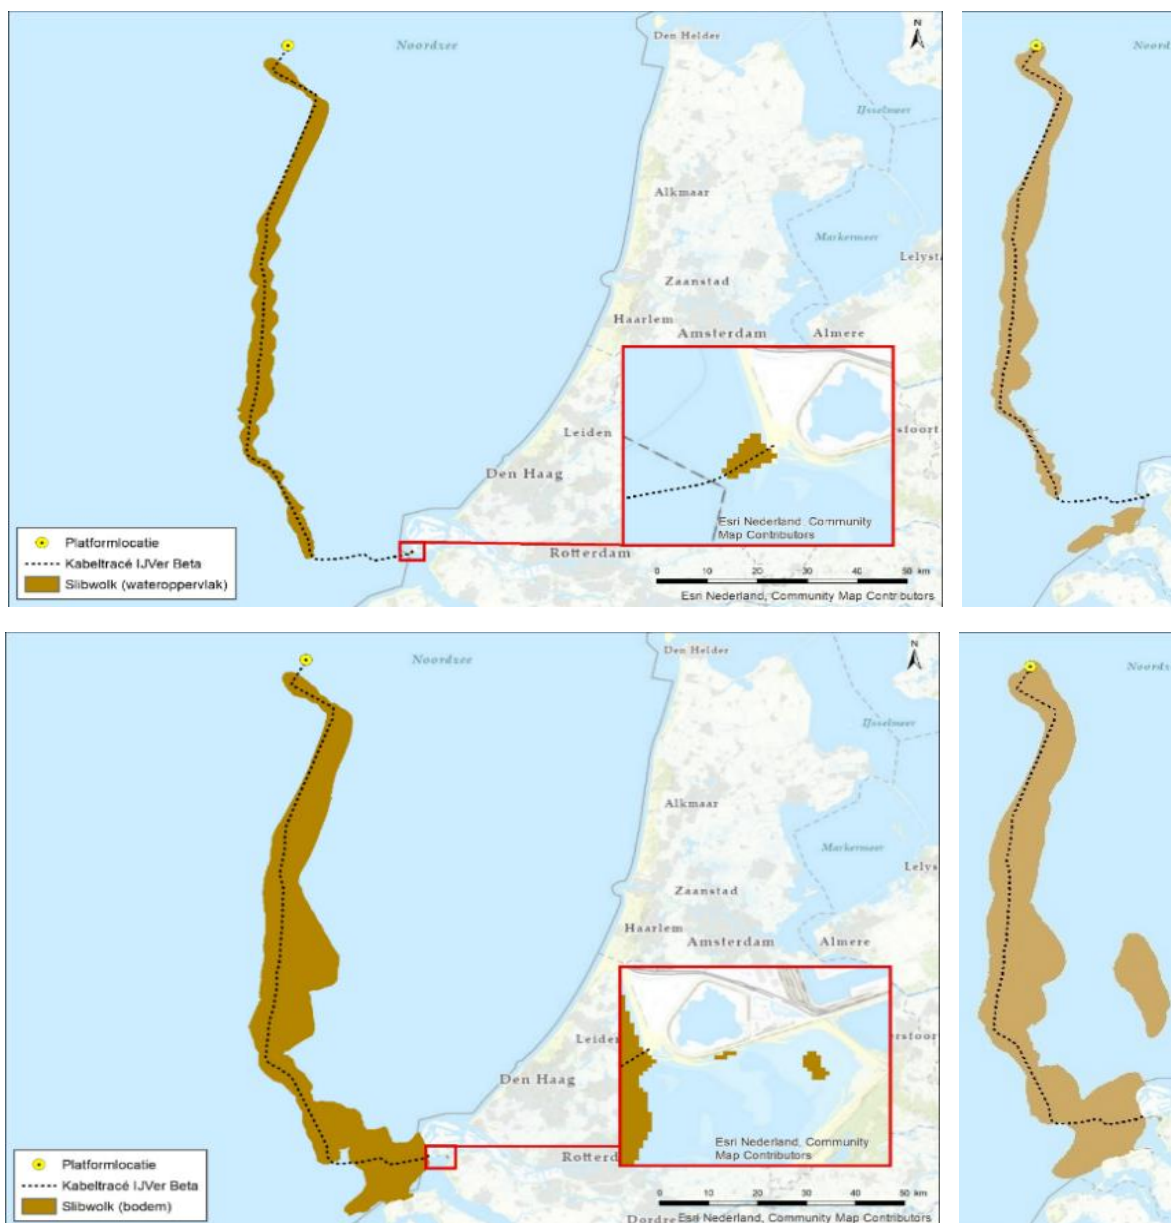 N
Den Helder
Noordzee
Noord
IJsselmeer
Alkmaar
Markermeer
Lelyst
Zaanstad
Haarlem
Amsterdam
Almere
Leiden
sfoort
Den Haag
Esri Nederland, Community
Map Contributors
Rotterdam
Platformlocatie
Kabeltracé IJVer Beta
Slibwolk (wateroppervlak)
0 10 20 30 40 50 km
Esri Nederland, Community Map Contributors
N
Den Helder
Noordzee
Noordz
IJsselmeer
Alkmaar
Markermeer
Lelys
Zaanstad
Haarlem
Amsterdam
Almere
Leiden
rsfoor
Den Haag
Esri Nederland, Community
Map Contributors
Rotterd
Platformlocatie
Kabeltracé IJVer Beta
Slibwolk (bodem)
0 10 20 30 40 50 km
Dordre Esri Nederland, Community Map Contributors